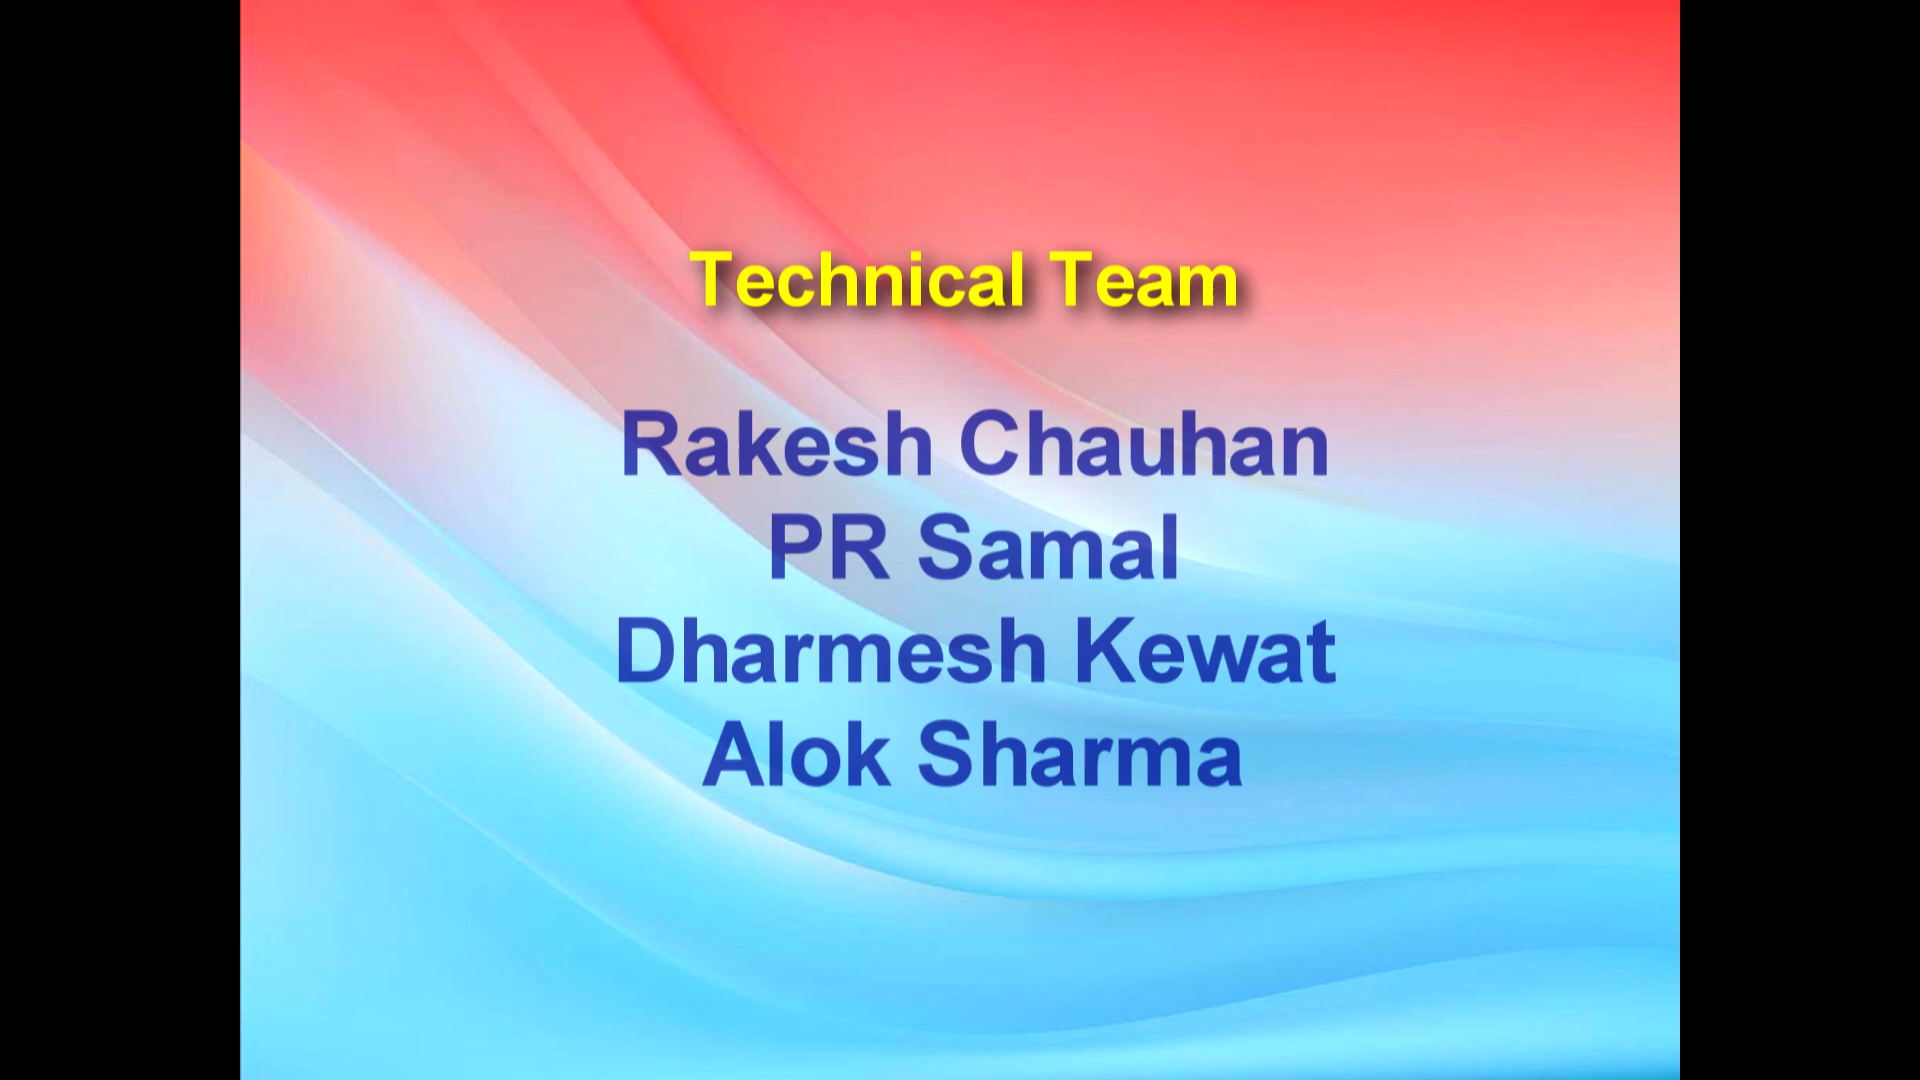 Technical Team
Rakesh Chauhan
PR Samal
Dharmesh Kewat
Alok Sharma